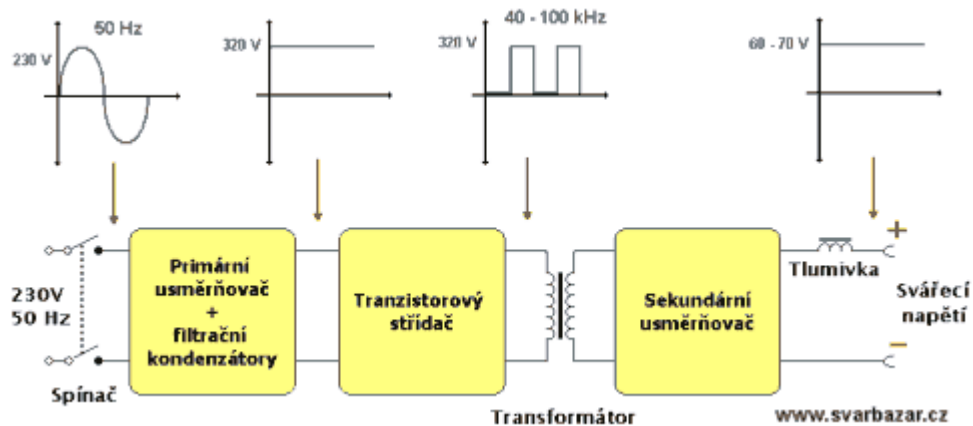 50 Hz
230 V
320 V
40 - 100 kHz
320 V
60 - 70 V
230V
50 Hz
Spínač
Primární
usměrňovač
+
filtrační
kondenzátory
Tranzistorový
střídač
Transformátor
Sekundární
usměrňovač
Tlumivka
+
Svářecí
napětí
−
www.svarbazar.cz